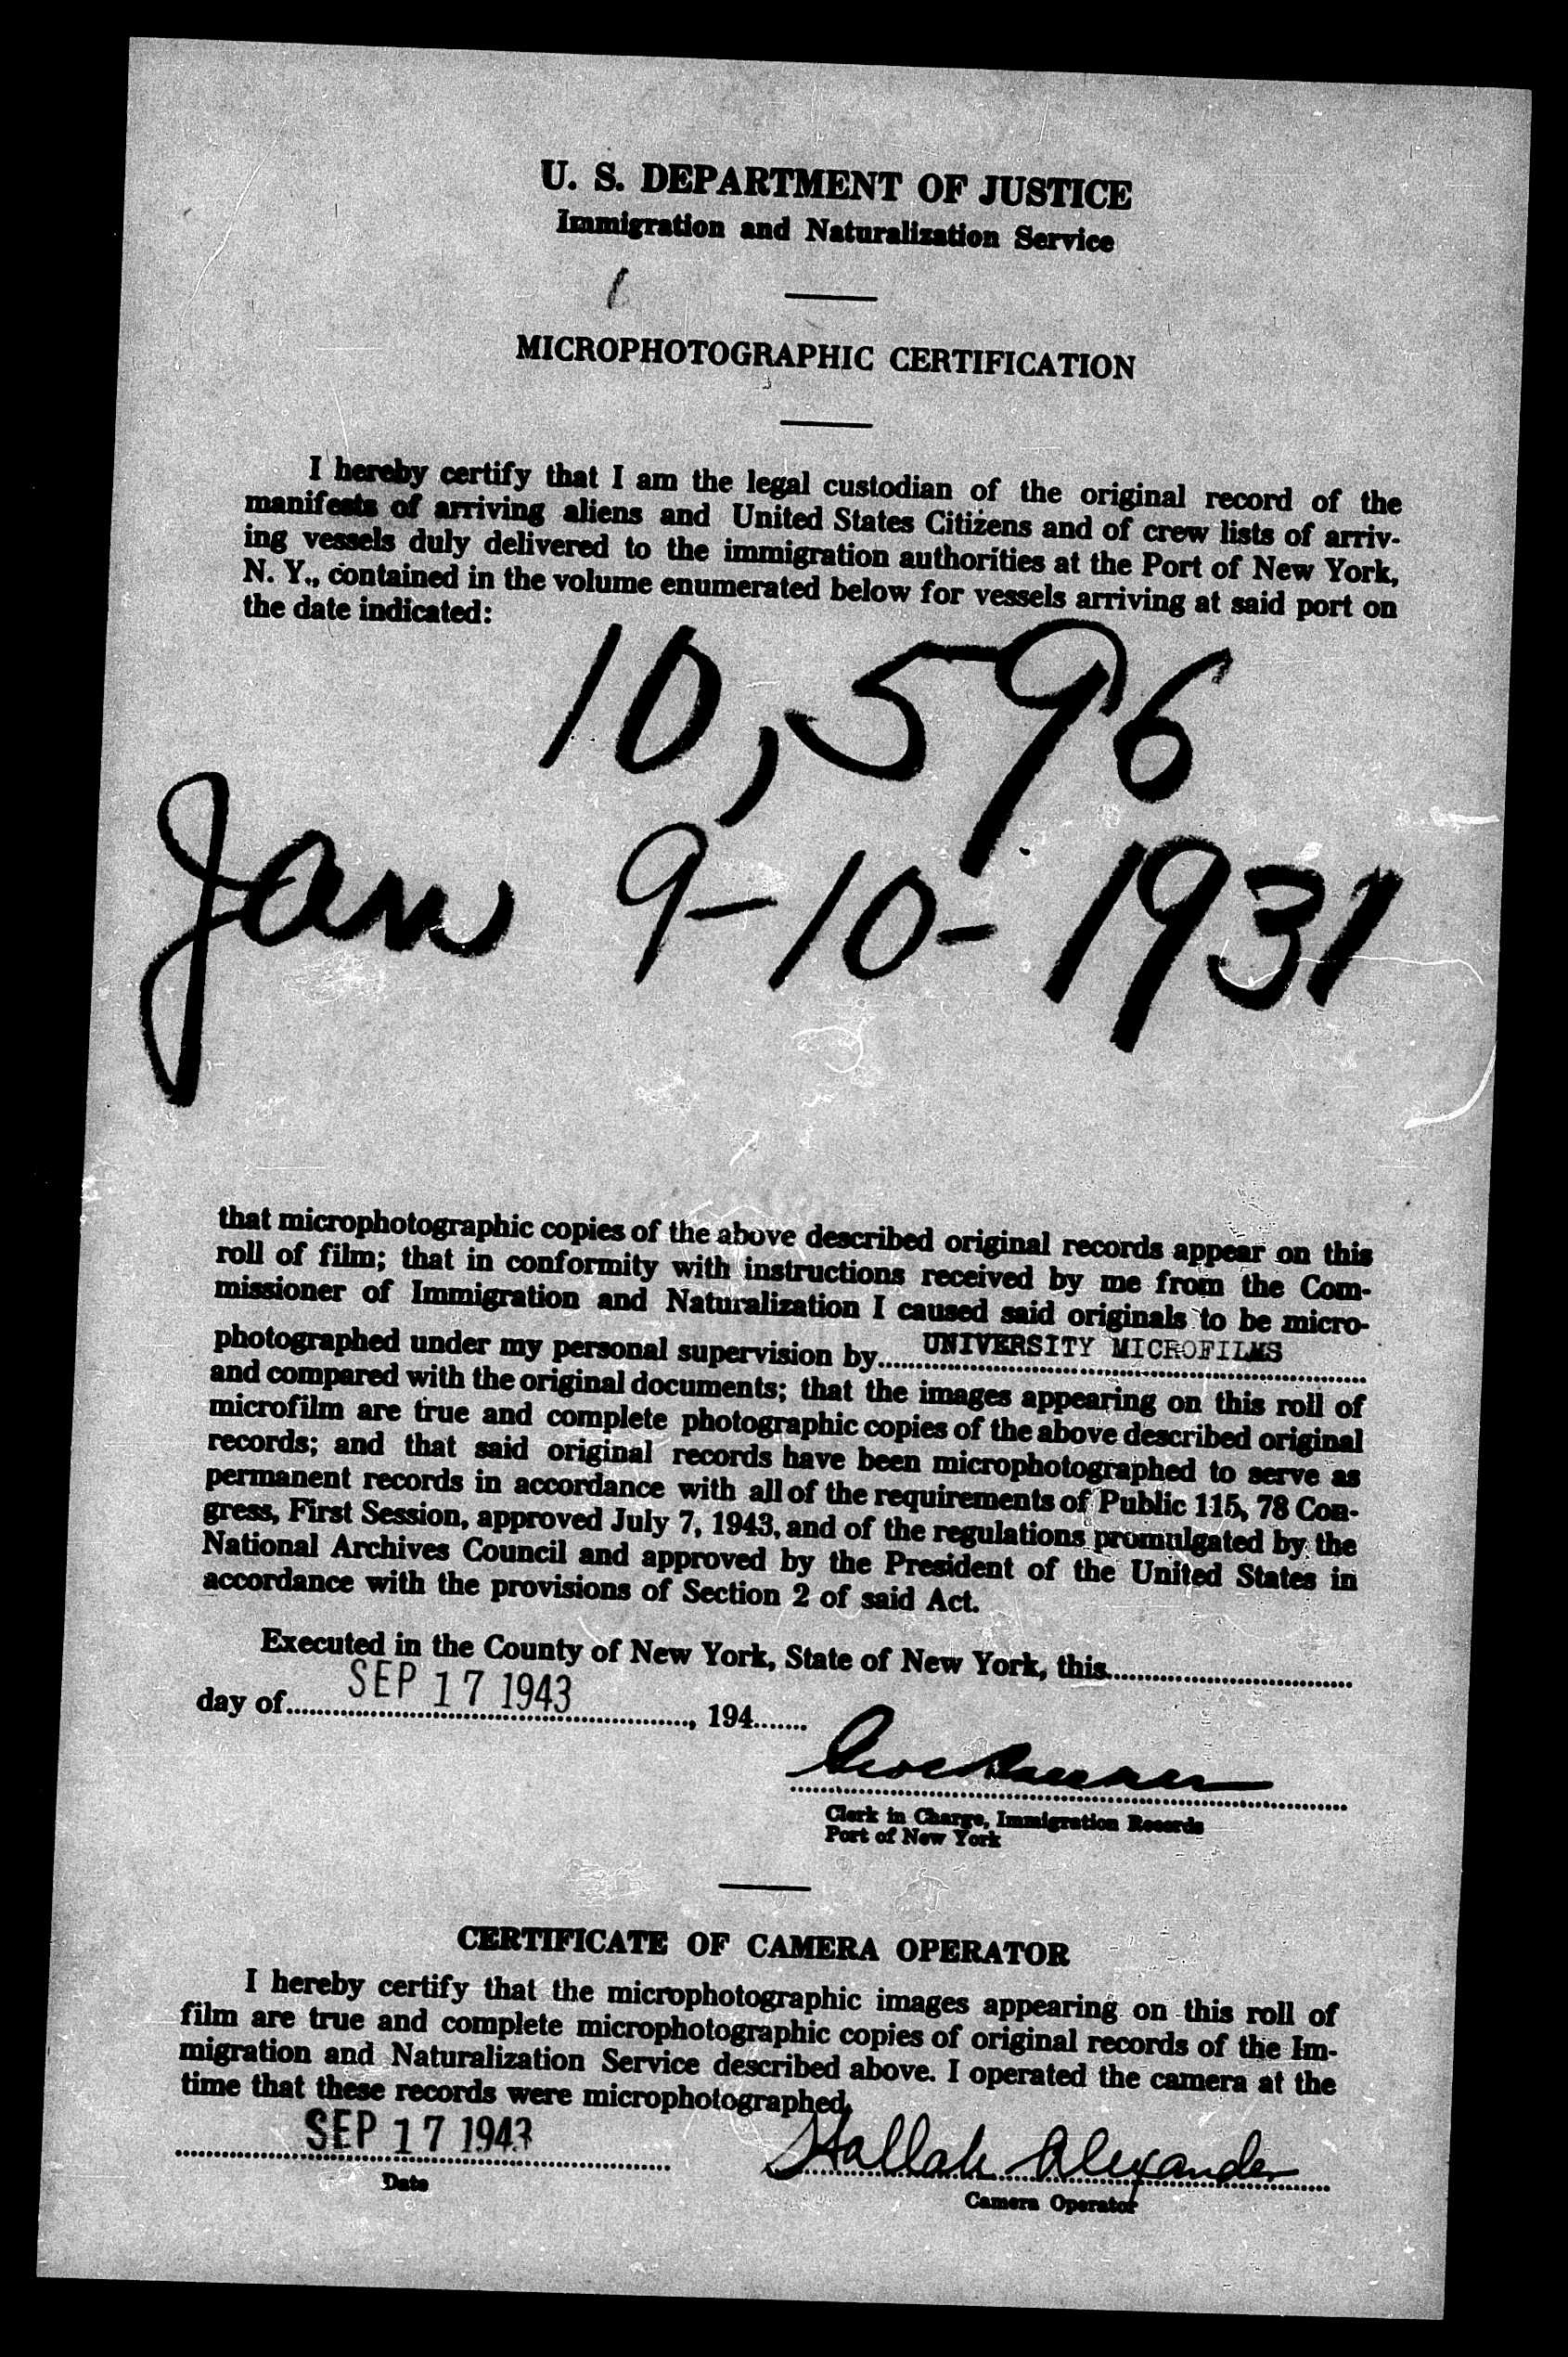 U. S. DEPARTMENT OF JUSTICE
Immigration and Naturalization Service
MICROPHOTOGRAPHIC CERTIFICATION
I hereby certify that I am the legal custodian of the original record of the
manifests of arriving aliens and United States Citizens and of crew lists of arriv-
ing vessels duly delivered to the immigration authorities at the Port of New York,
N. Y., contained in the volume enumerated below for vessels arriving at said port on
the date indicated:
10,596
Jan 9-10-1931
that microphotographic copies of the above described original records appear on this
roll of film; that in conformity with instructions received by me from the Com-
missioner of Immigration and Naturalization I caused said originals to be micro-
photographed under my personal supervision by UNIVERSITY MICROFILMS
and compared with the original documents; that the images appearing on this roll of
microfilm are true and complete photographic copies of the above described original
records; and that said original records have been microphotographed to serve as
permanent records in accordance with all of the requirements of Public 115, 78 Con-
gress, First Session, approved July 7, 1943, and of the regulations promulgated by the
National Archives Council and approved by the President of the United States in
accordance with the provisions of Section 2 of said Act.
Executed in the County of New York, State of New York, this
day of SEP 17 1943, 194
Clerk in Charge, Immigration Records
Port of New York
CERTIFICATE OF CAMERA OPERATOR
I hereby certify that the microphotographic images appearing on this roll of
film are true and complete microphotographic copies of original records of the Im-
migration and Naturalization Service described above. I operated the camera at the
time that these records were microphotographed.
SEP 17 1943 Hallah Alexander
Date
Camera Operator